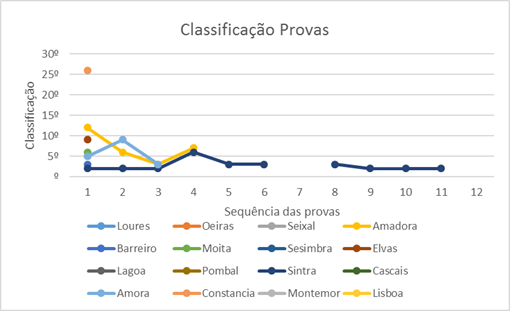 Classificação Provas
30º
25º
20º
15º
10º
5º
º
Classificação
1 2 3 4 5 6 7 8 9 10 11 12
Sequência das provas
Loures Oeiras Seixal Amadora
Barreiro Moita Sesimbra Elvas
Lagoa Pombal Sintra Cascais
Amora Constancia Montemor Lisboa